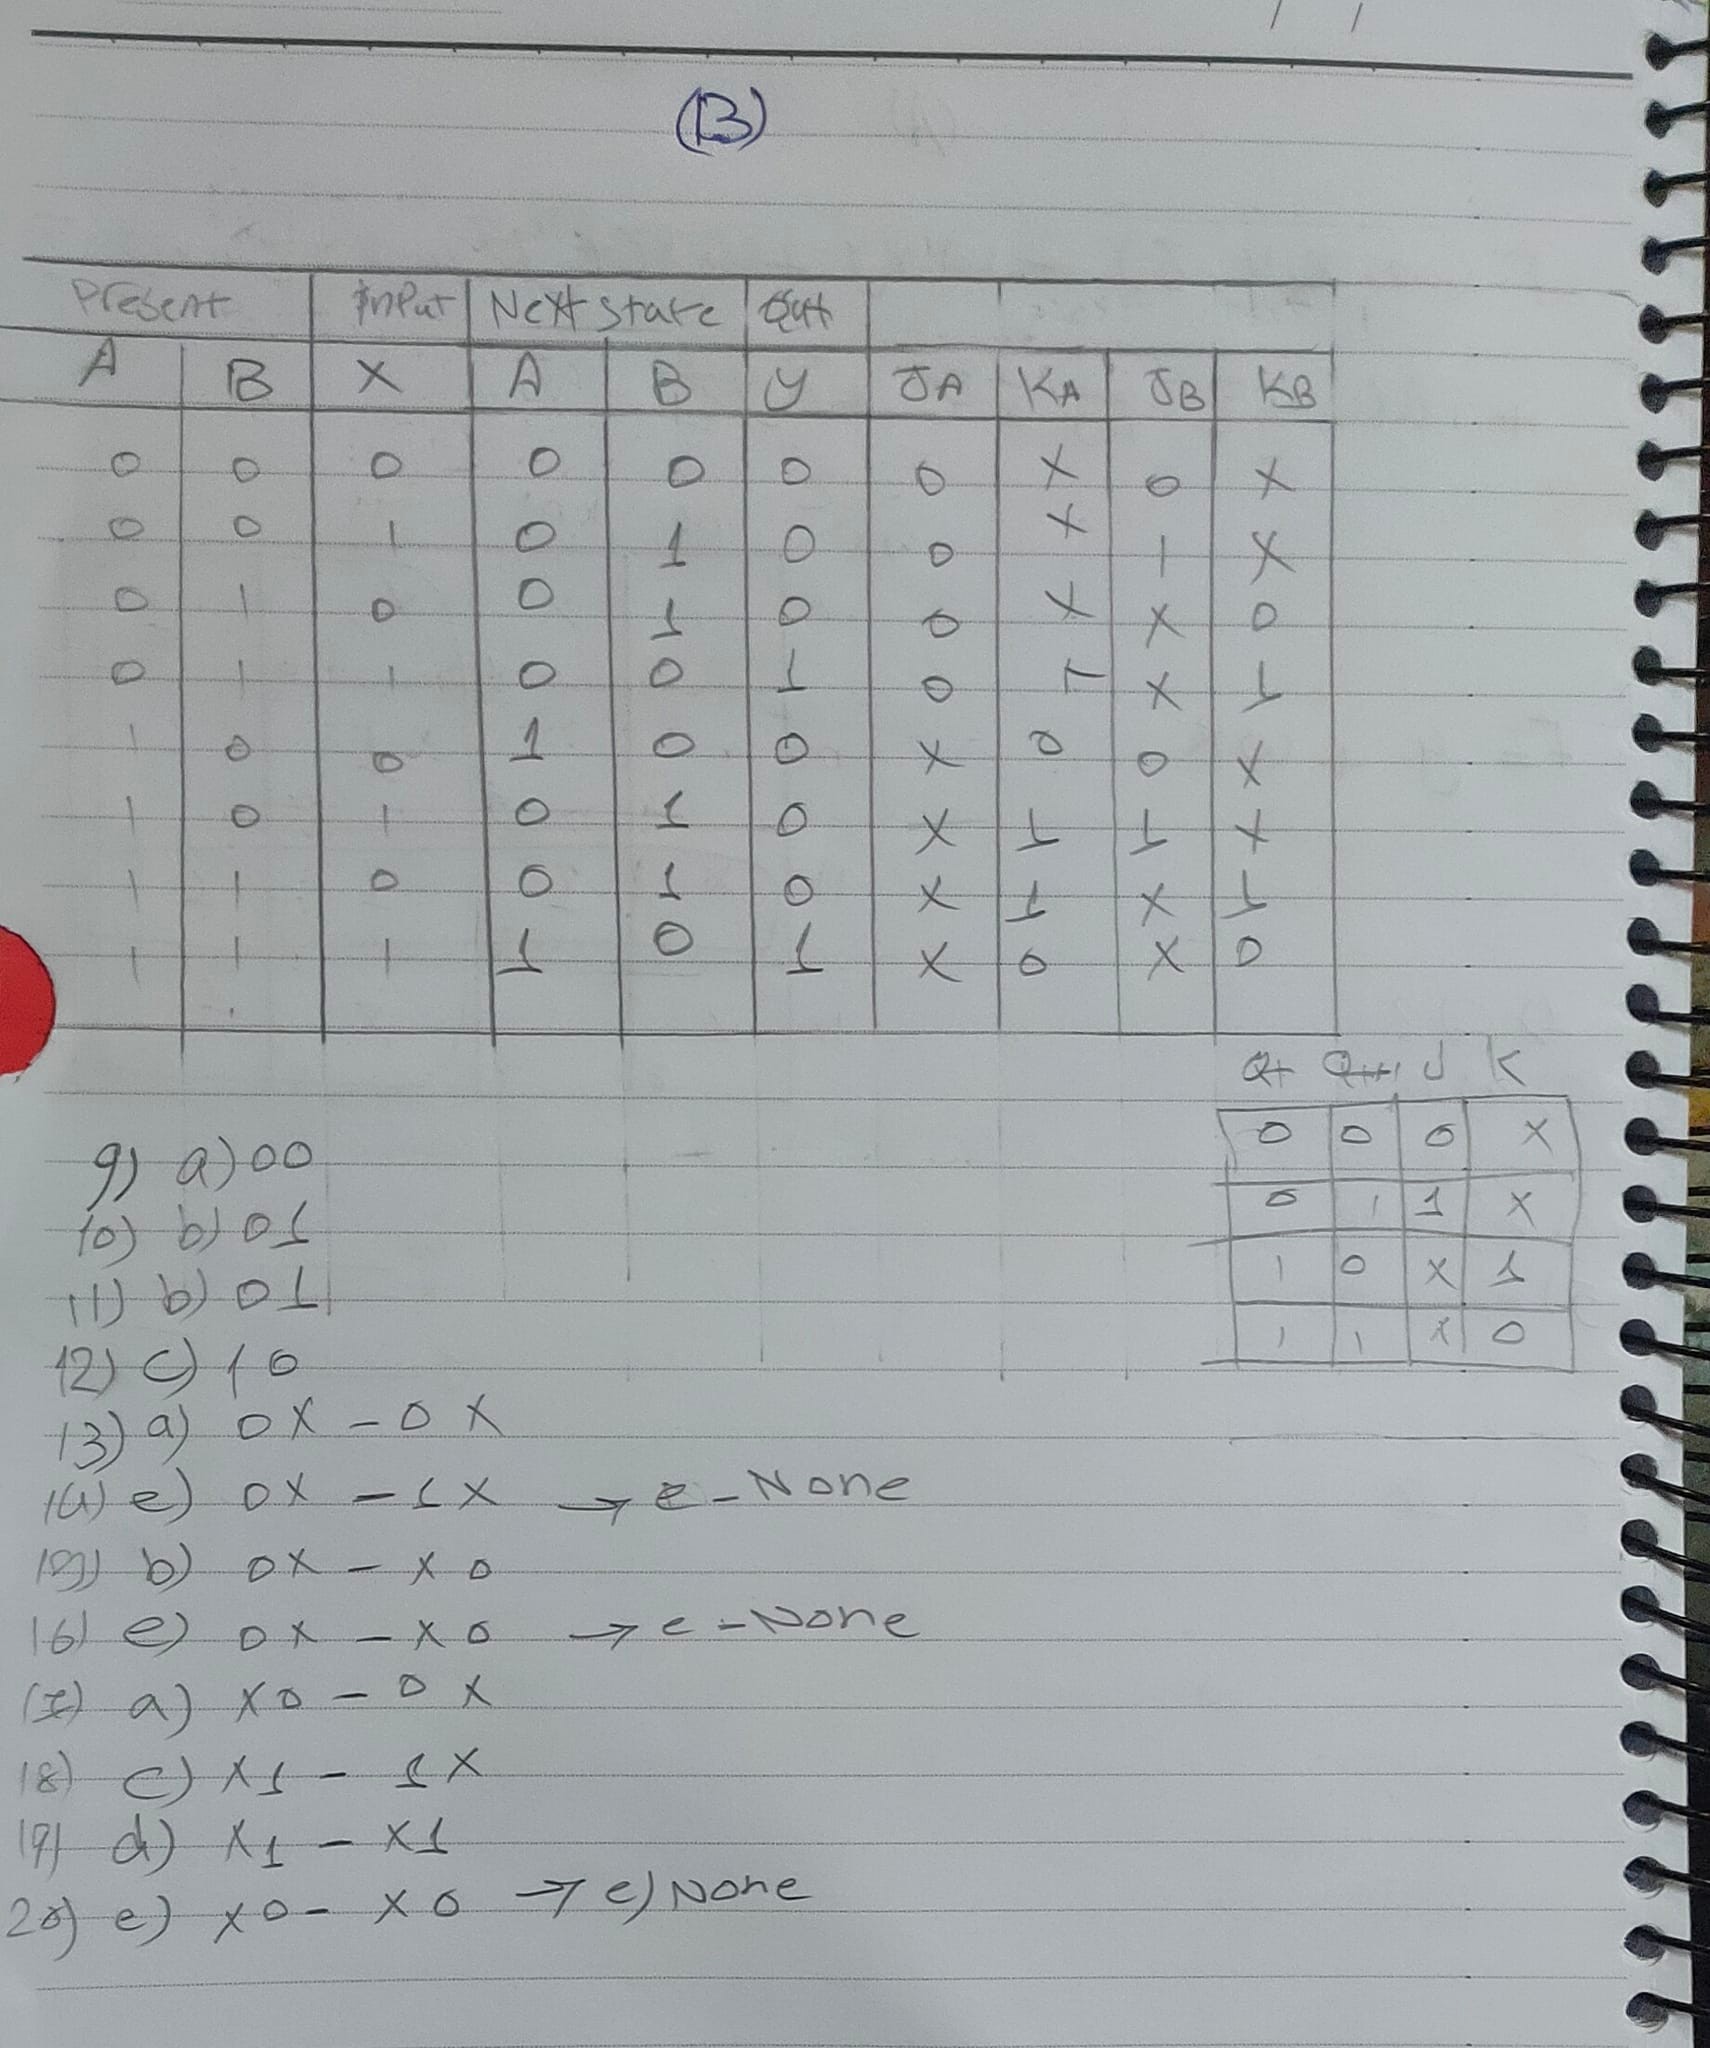 (B)
Present Input Next state Out
A B X A B y JA KA JB KB
0 0 0 0 0 0 0 X 0 X
0 0 1 0 1 0 0 X 1 X
0 1 0 0 1 0 0 X X 0
0 1 1 0 0 1 0 T X 1
1 0 0 1 0 0 X 0 0 X
1 0 1 0 1 0 X 1 1 X
1 1 0 0 1 0 X 1 X 1
1 1 1 1 0 1 X 0 X 0
Qt Qt+1 J K
0 0 0 X
0 1 1 X
1 0 X 1
1 1 X 0
9) a) 00
10) b) 01
11) b) 01
12) c) 10
13) a) 0X - 0X
14) e) 0X - 1X → e - None
b) 0X - X0
16) e) 0X - X0 → e - None
17) a) X0 - 0X
18) c) X1 - 1X
19) d) X1 - X1
20) e) X0 - X0 → e) None